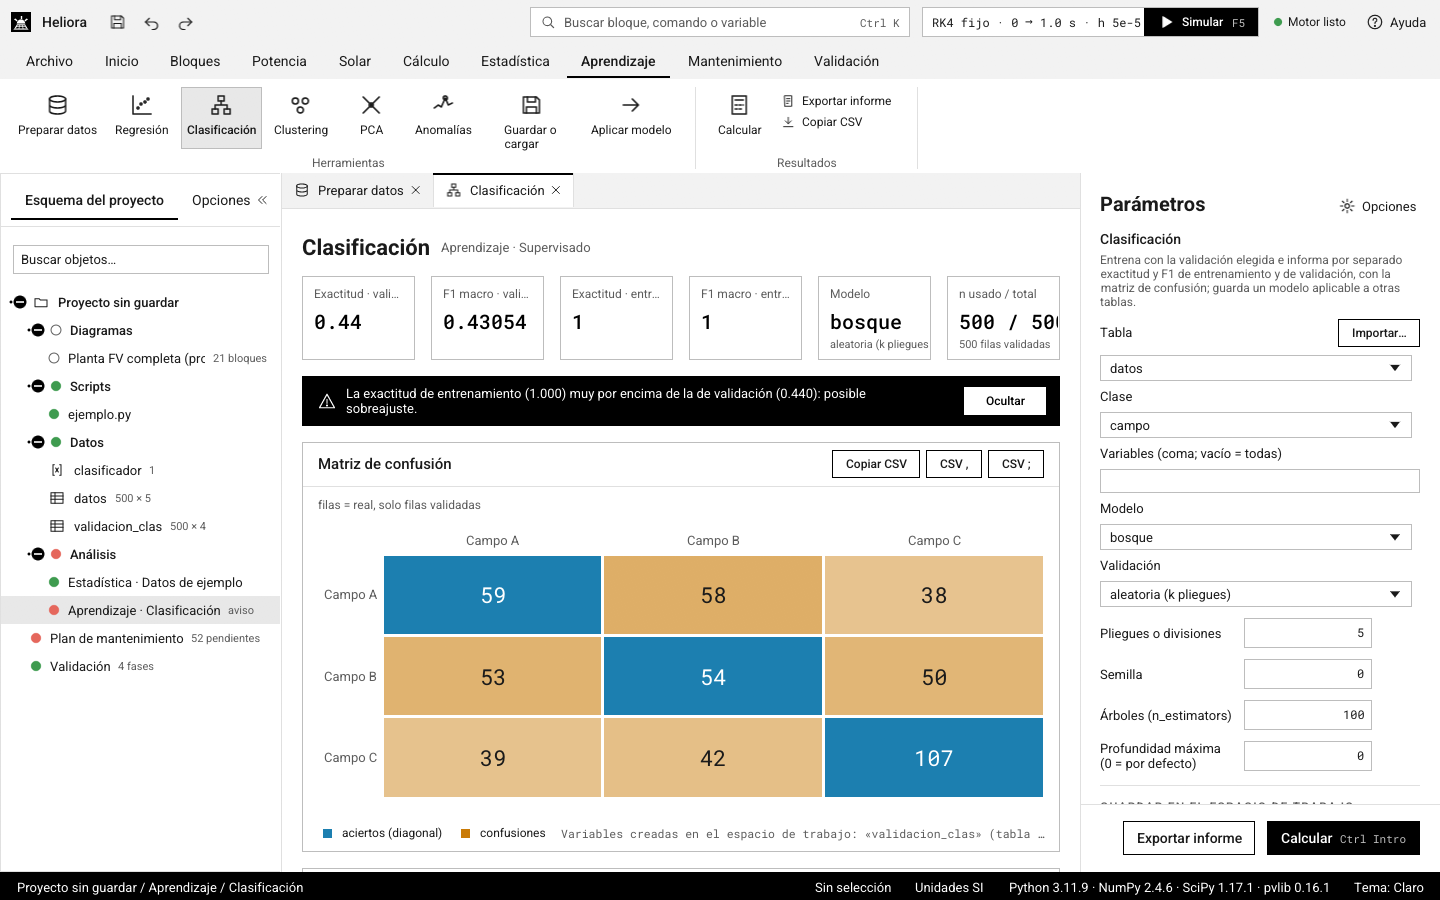 Heliora
Buscar bloque, comando o variable
Ctrl K
RK4 fijo · 0 → 1.0 s · h 5e-5
Simular F5
Motor listo
Ayuda
Archivo
Inicio
Bloques
Potencia
Solar
Cálculo
Estadística
Aprendizaje
Mantenimiento
Validación
Preparar datos
Regresión
Clasificación
Clustering
PCA
Anomalías
Guardar o
cargar
Aplicar modelo
Herramientas
Calcular
Exportar informe
Copiar CSV
Resultados
Esquema del proyecto
Opciones
Buscar objetos…
Proyecto sin guardar
Diagramas
Planta FV completa (prc 21 bloques
Scripts
ejemplo.py
Datos
clasificador 1
datos 500 × 5
validacion_clas 500 × 4
Análisis
Estadística · Datos de ejemplo
Aprendizaje · Clasificación aviso
Plan de mantenimiento 52 pendientes
Validación 4 fases
Preparar datos
Clasificación
Clasificación
Aprendizaje · Supervisado
Exactitud · vali…
0.44
F1 macro · vali…
0.43054
Exactitud · entr…
1
F1 macro · entr…
1
Modelo
bosque
aleatoria (k pliegues
n usado / total
500 / 500
500 filas validadas
La exactitud de entrenamiento (1.000) muy por encima de la de validación (0.440): posible
sobreajuste.
Ocultar
Matriz de confusión
Copiar CSV
CSV ,
CSV ;
filas = real, solo filas validadas
Campo A Campo B Campo C
Campo A 59 58 38
Campo B 53 54 50
Campo C 39 42 107
aciertos (diagonal)
confusiones
Variables creadas en el espacio de trabajo: «validacion_clas» (tabla …
Parámetros
Opciones
Clasificación
Entrena con la validación elegida e informa por separado
exactitud y F1 de entrenamiento y de validación, con la
matriz de confusión; guarda un modelo aplicable a otras
tablas.
Tabla
Importar…
datos
Clase
campo
Variables (coma; vacío = todas)
Modelo
bosque
Validación
aleatoria (k pliegues)
Pliegues o divisiones 5
Semilla 0
Árboles (n_estimators) 100
Profundidad máxima
(0 = por defecto) 0
GUARDAR EN EL ESPACIO DE TRABAJO
Exportar informe
Calcular Ctrl Intro
Proyecto sin guardar / Aprendizaje / Clasificación
Sin selección
Unidades SI
Python 3.11.9 · NumPy 2.4.6 · SciPy 1.17.1 · pvlib 0.16.1
Tema: Claro